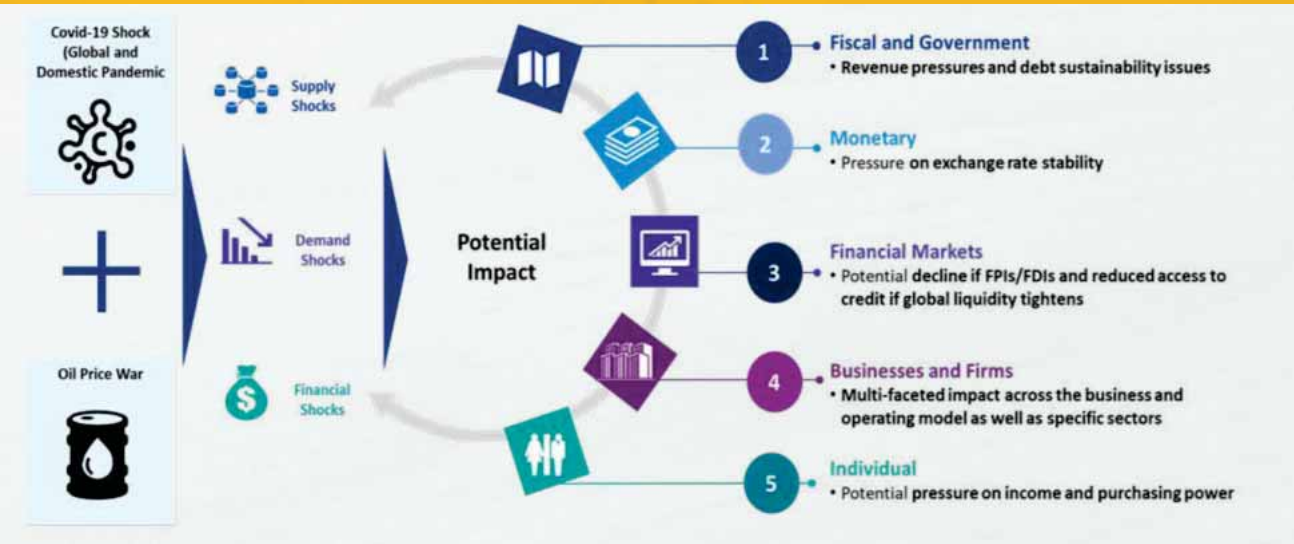 Covid-19 Shock
(Global and
Domestic Pandemic
Oil Price War
Supply
Shocks
Demand
Shocks
Financial
Shocks
Potential
Impact
1
Fiscal and Government
• Revenue pressures and debt sustainability issues
2
Monetary
• Pressure on exchange rate stability
3
Financial Markets
• Potential decline if FPIs/FDIs and reduced access to
credit if global liquidity tightens
4
Businesses and Firms
• Multi-faceted impact across the business and
operating model as well as specific sectors
5
Individual
• Potential pressure on income and purchasing power